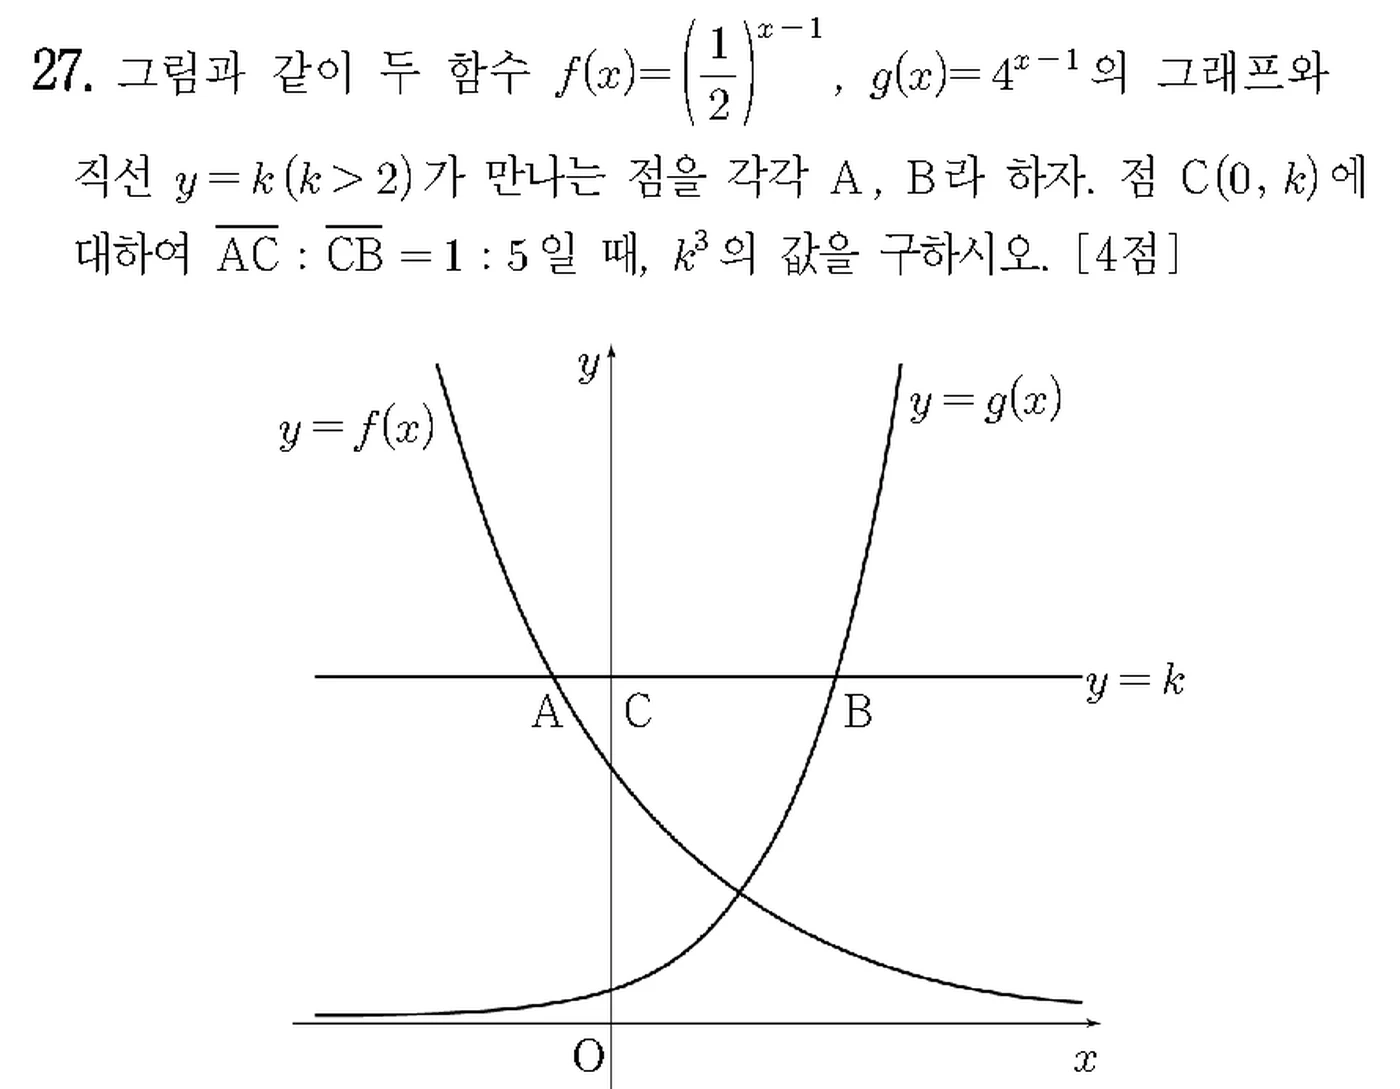 27. 그림과 같이 두 함수 f(x)=(1/2)^{x-1}, g(x)=4^{x-1}의 그래프와
직선 y=k(k>2)가 만나는 점을 각각 A, B라 하자. 점 C(0, k)에
대하여 \overline{AC} : \overline{CB} = 1 : 5일 때, k³의 값을 구하시오. [4점]
y
y=f(x)
y=g(x)
y=k
A
C
B
O
x